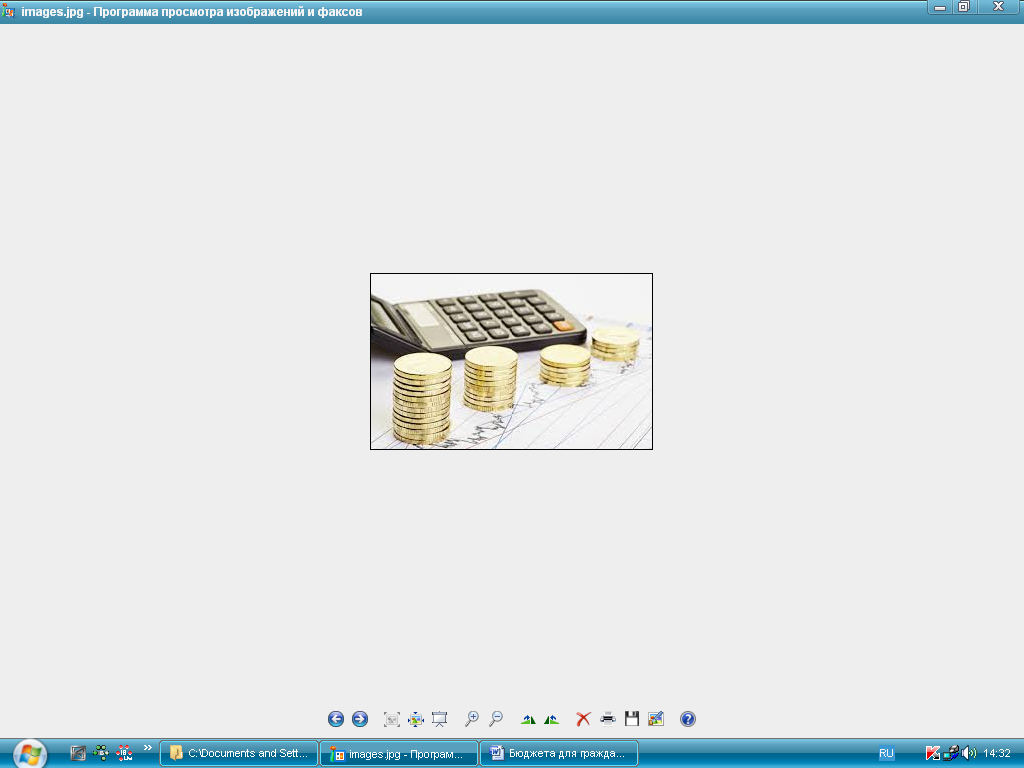 images.jpg - Программа просмотра изображений и факсов
C:\Documents and Sett...
images.jpg - Програм...
Бюджета для гражда...
RU
14:32